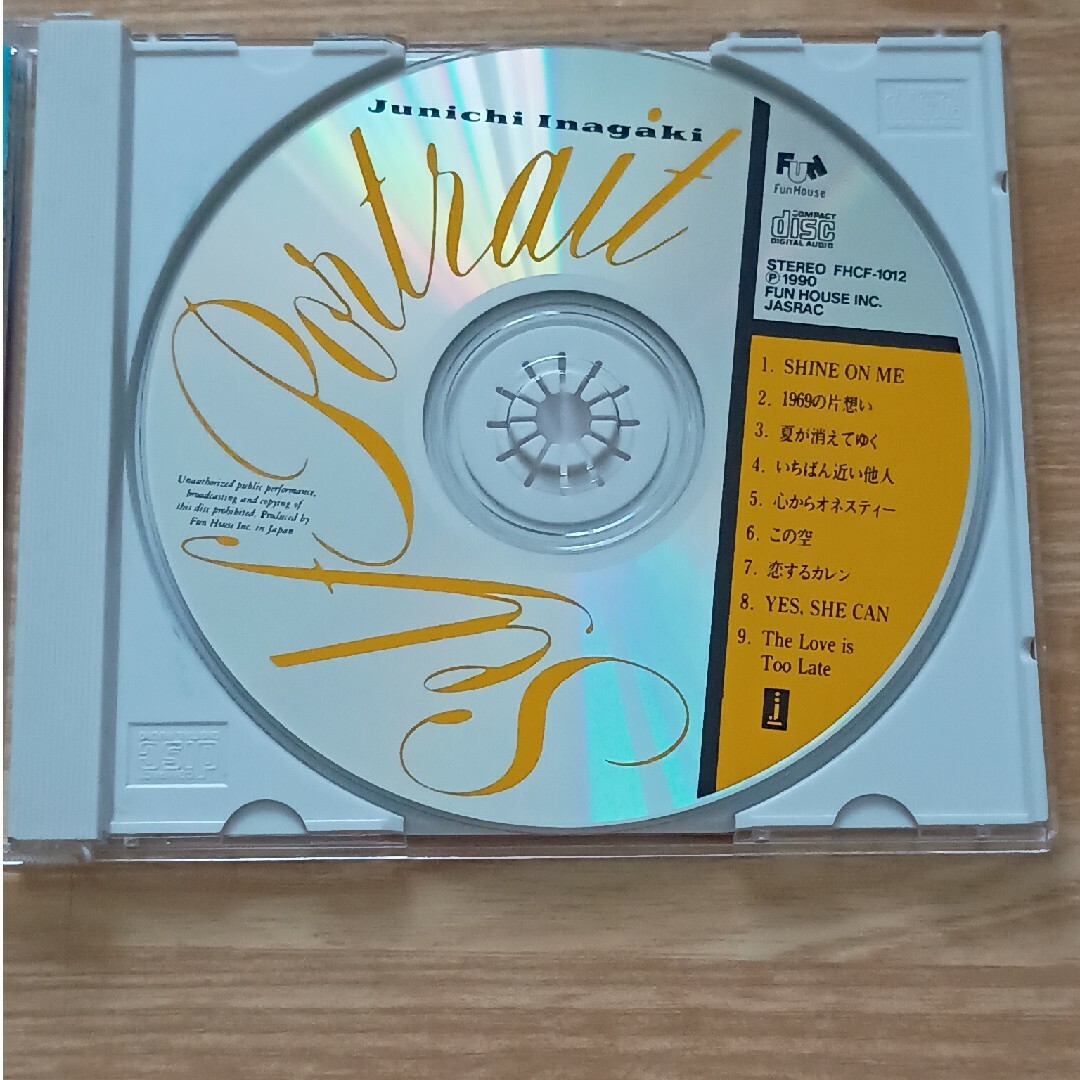 Junichi Inagaki
Self Portrait
Fun
FunHouse
COMPACT
disc
DIGITAL AUDIO
STEREO FHCF-1012
Ⓟ1990
FUN HOUSE INC.
JASRAC
1. SHINE ON ME
2. 1969の片想い
3. 夏が消えてゆく
4. いちばん近い他人
5. 心からオネスティー
6. この空
7. 恋するカレン
8. YES, SHE CAN
9. The Love is
Too Late
j
Unauthorized public performance,
broadcasting and copying of
this disc prohibited. Produced by
Fun House Inc. in Japan